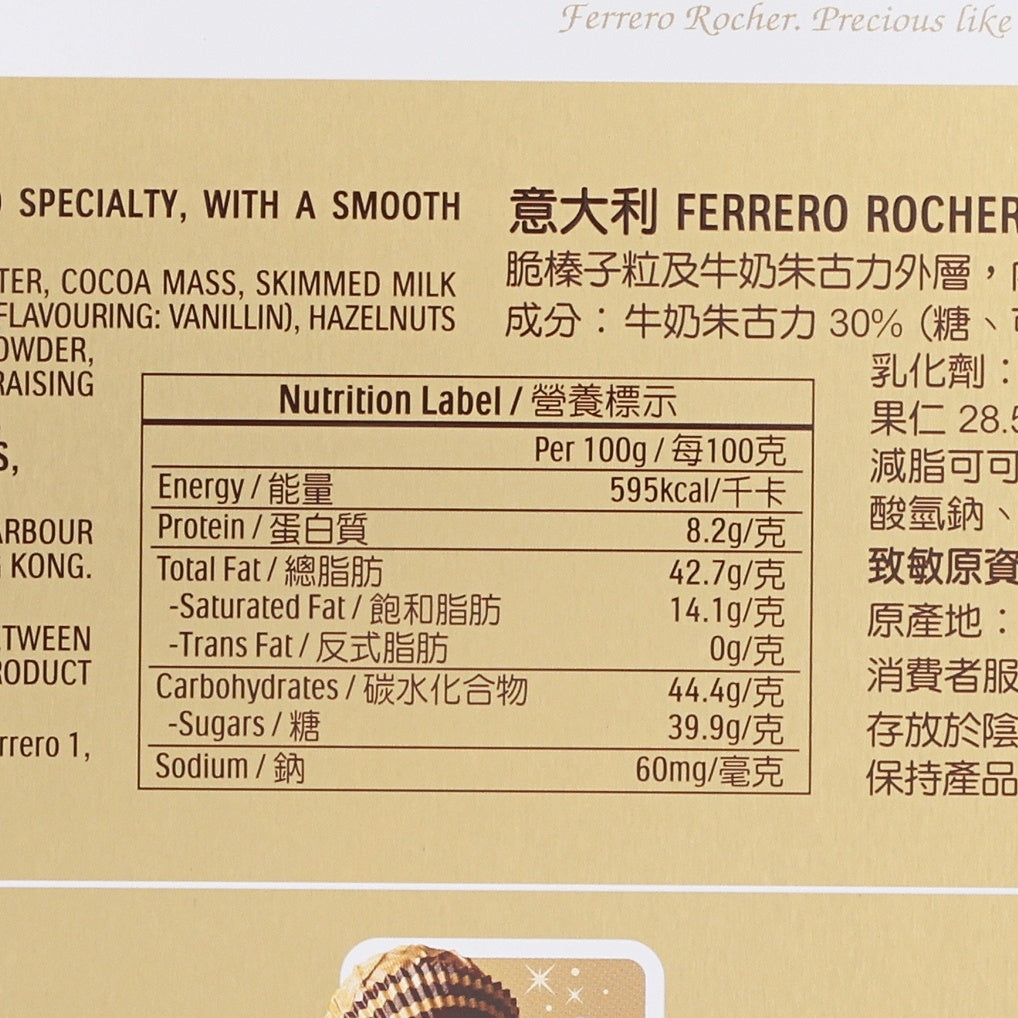 Ferrero Rocher. Precious like
SPECIALTY, WITH A SMOOTH
TER, COCOA MASS, SKIMMED MILK
FLAVOURING: VANILLIN), HAZELNUTS
OWDER,
RAISING
S,
ARBOUR
KONG.
TWEEN
RODUCT
rrero 1,
Nutrition Label / 營養標示
Per 100g / 每100克
Energy / 能量 595kcal/千卡
Protein / 蛋白質 8.2g/克
Total Fat / 總脂肪 42.7g/克
-Saturated Fat / 飽和脂肪 14.1g/克
-Trans Fat / 反式脂肪 0g/克
Carbohydrates / 碳水化合物 44.4g/克
-Sugars / 糖 39.9g/克
Sodium / 鈉 60mg/毫克
意大利 FERRERO ROCHER
脆榛子粒及牛奶朱古力外層，
成分：牛奶朱古力 30% (糖、
乳化劑：
果仁 28.5
減脂可可
酸氫鈉、
致敏原資
原產地：
消費者服
存放於陰
保持產品